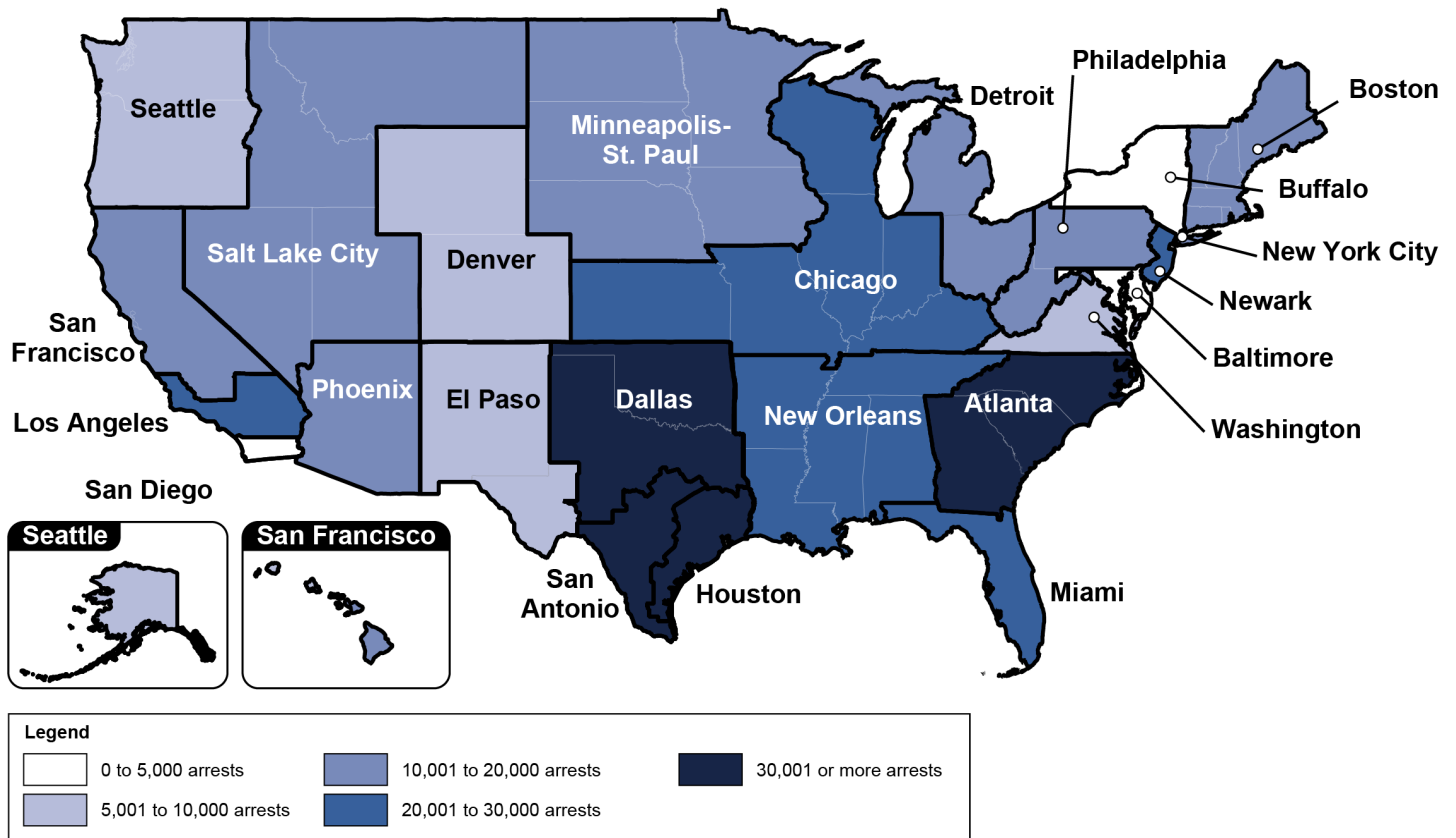 Philadelphia
Boston
Detroit
Seattle
Minneapolis-
St. Paul
Buffalo
Salt Lake City
Denver
New York City
Chicago
Newark
San
Francisco
Baltimore
Phoenix
El Paso
Dallas
New Orleans
Atlanta
Los Angeles
Washington
San Diego
Seattle
San Francisco
San
Antonio
Houston
Miami
Legend
0 to 5,000 arrests
10,001 to 20,000 arrests
30,001 or more arrests
5,001 to 10,000 arrests
20,001 to 30,000 arrests